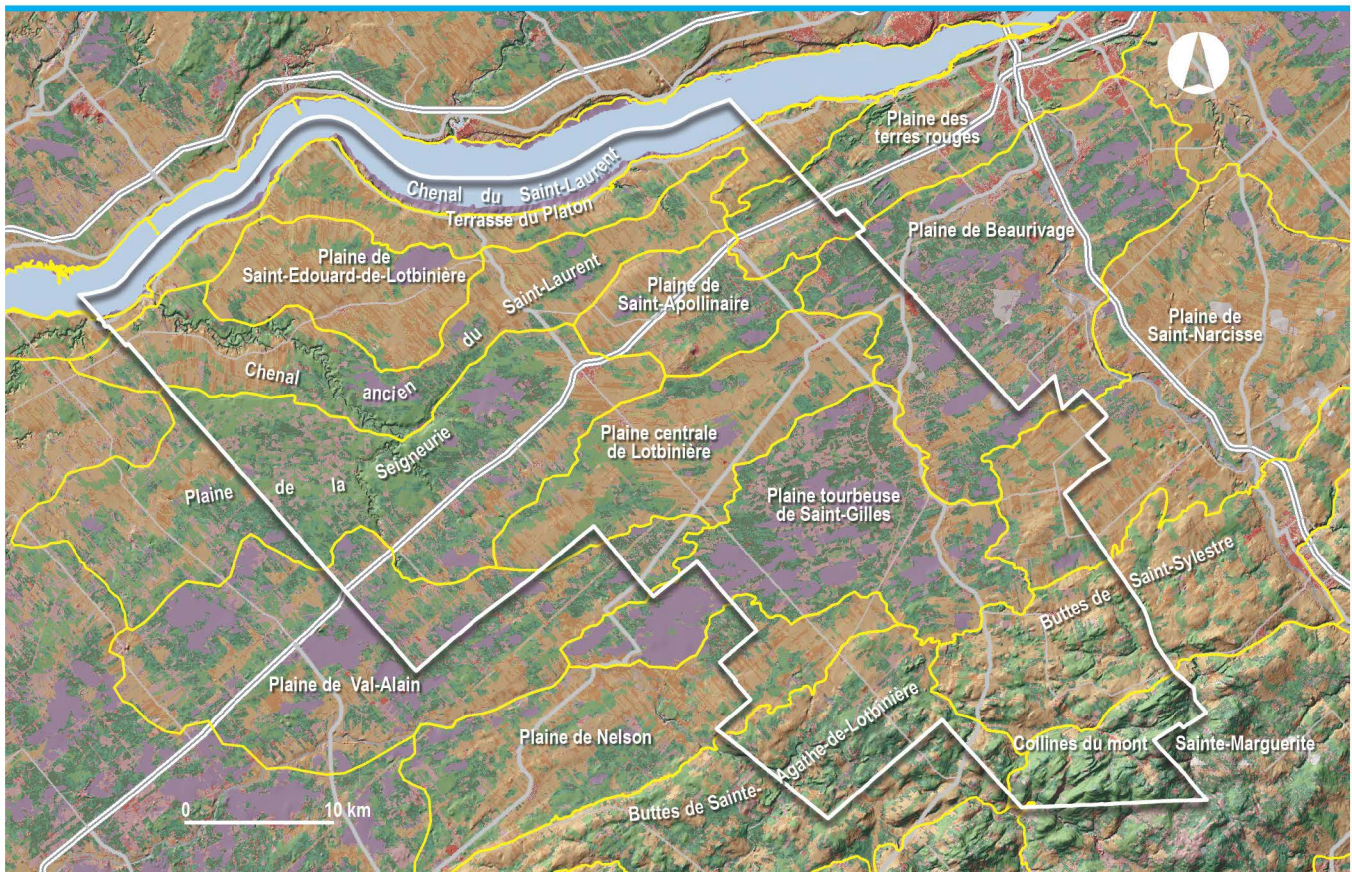 Plaine des
terres rouges
Chenal du Saint-Laurent
Terrasse du Platon
Plaine de Beaurivage
Plaine de
Saint-Edouard-de-Lotbinière
Plaine de
Saint-Apollinaire
Plaine de
Saint-Narcisse
Chenal ancien du Saint-Laurent
Plaine centrale
de Lotbinière
Plaine de la Seigneurie
Plaine tourbeuse
de Saint-Gilles
Buttes de Saint-Sylestre
Plaine de Val-Alain
Plaine de Nelson
Buttes de Sainte-Agathe-de-Lotbinière
Collines du mont Sainte-Marguerite
0 10 km